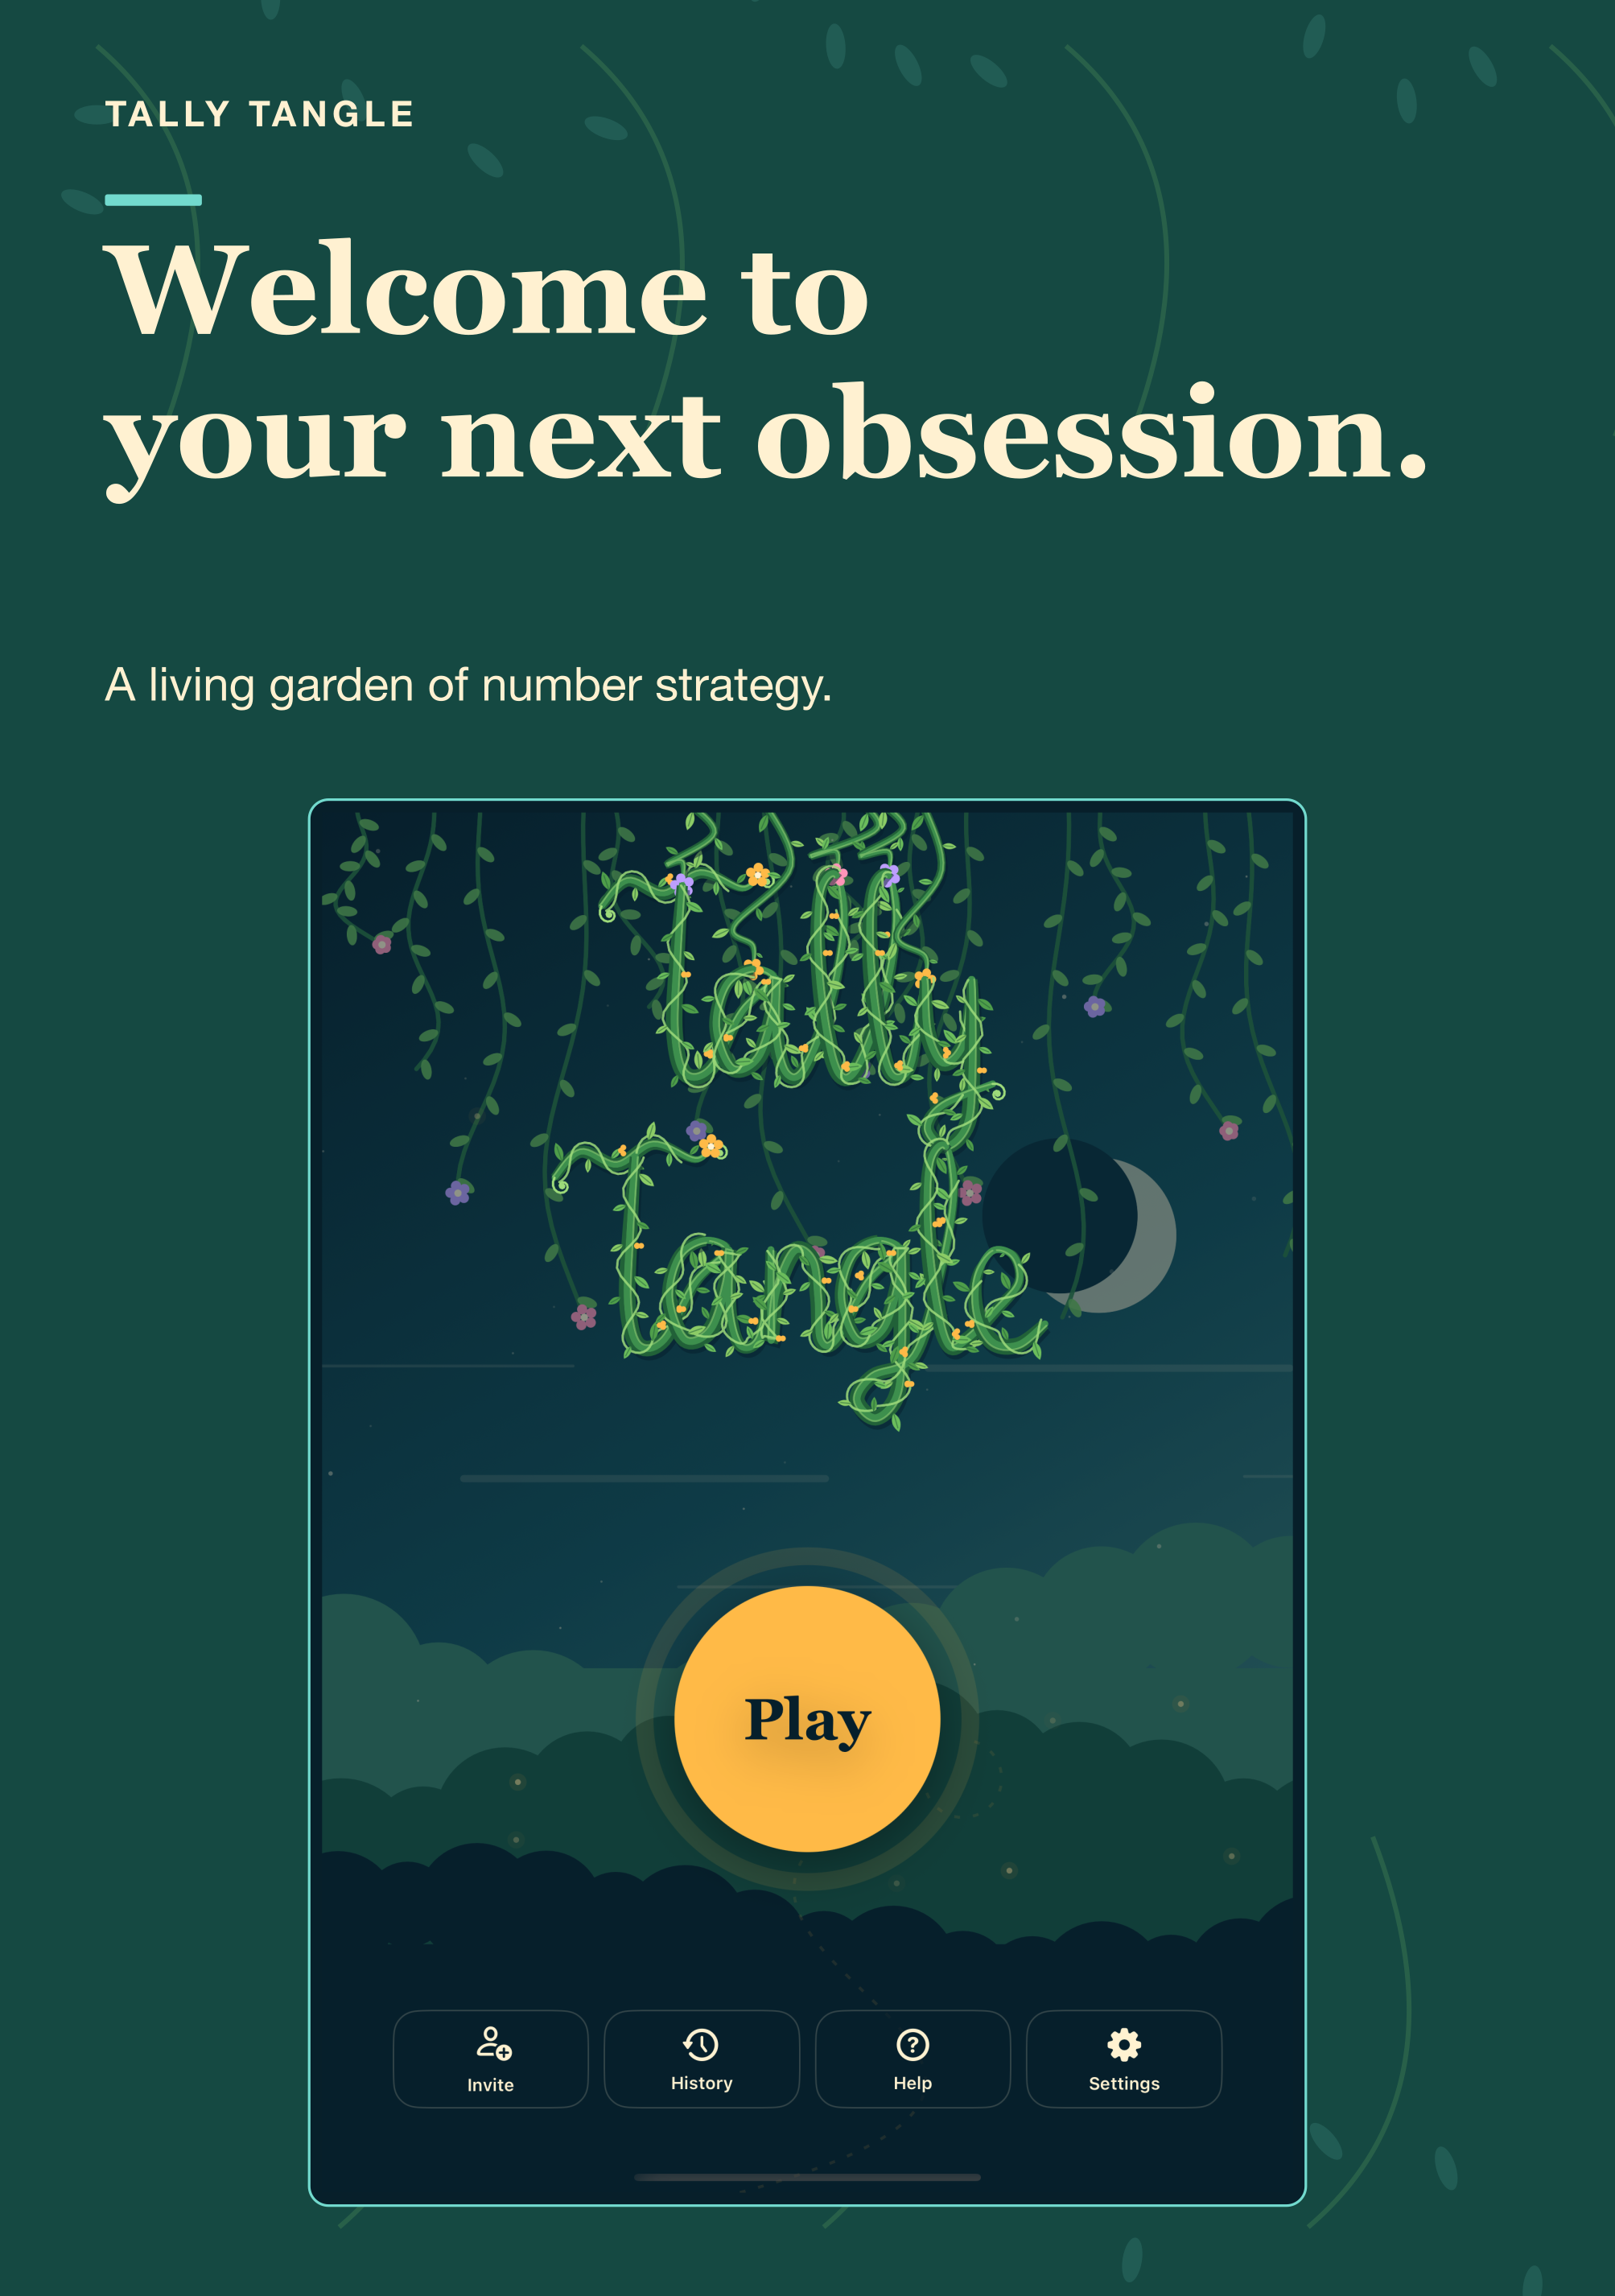 TALLY TANGLE
Welcome to
your next obsession.
A living garden of number strategy.
Tally
Tangle
Play
Invite
History
Help
Settings